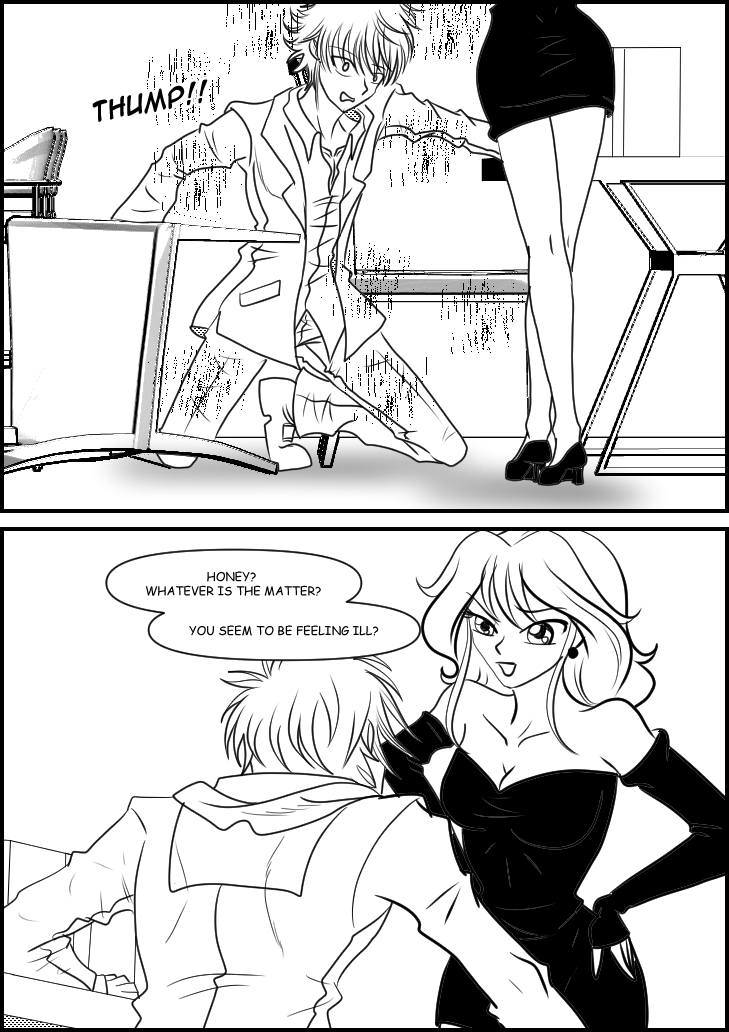 THUMP!!
HONEY?
WHATEVER IS THE MATTER?
YOU SEEM TO BE FEELING ILL?